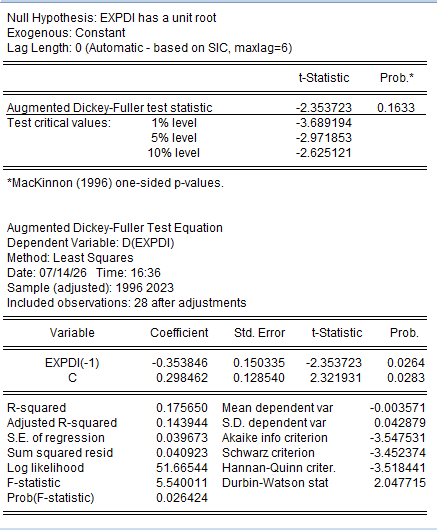 Null Hypothesis: EXPDI has a unit root
Exogenous: Constant
Lag Length: 0 (Automatic - based on SIC, maxlag=6)
t-Statistic Prob.*
Augmented Dickey-Fuller test statistic -2.353723 0.1633
Test critical values: 1% level -3.689194
5% level -2.971853
10% level -2.625121
*MacKinnon (1996) one-sided p-values.
Augmented Dickey-Fuller Test Equation
Dependent Variable: D(EXPDI)
Method: Least Squares
Date: 07/14/26 Time: 16:36
Sample (adjusted): 1996 2023
Included observations: 28 after adjustments
Variable Coefficient Std. Error t-Statistic Prob.
EXPDI(-1) -0.353846 0.150335 -2.353723 0.0264
C 0.298462 0.128540 2.321931 0.0283
R-squared 0.175650 Mean dependent var -0.003571
Adjusted R-squared 0.143944 S.D. dependent var 0.042879
S.E. of regression 0.039673 Akaike info criterion -3.547531
Sum squared resid 0.040923 Schwarz criterion -3.452374
Log likelihood 51.66544 Hannan-Quinn criter. -3.518441
F-statistic 5.540011 Durbin-Watson stat 2.047715
Prob(F-statistic) 0.026424